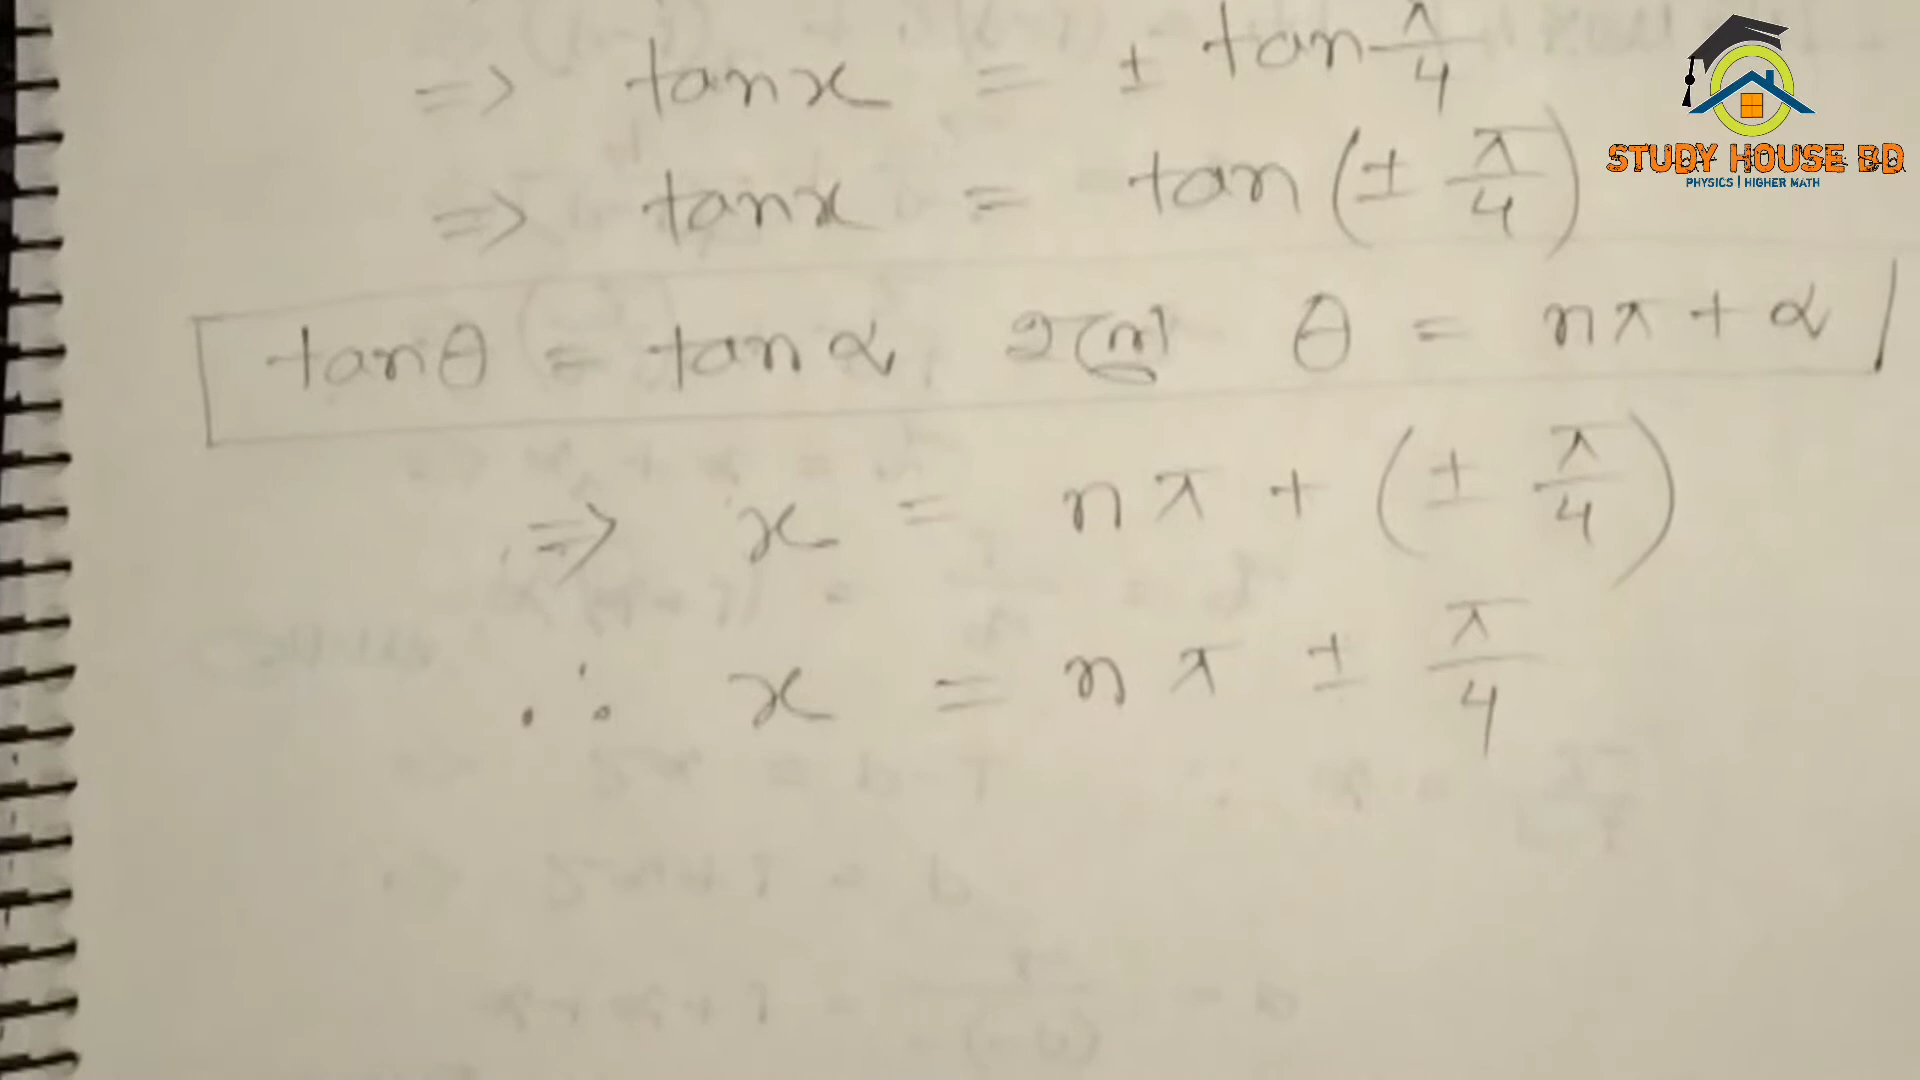 => tanx = ± tan π/4
STUDY HOUSE BD
PHYSICS | HIGHER MATH
=> tanx = tan (± π/4)
tanθ = tanα হলে θ = nπ + α
=> x = nπ + (± π/4)
∴ x = nπ ± π/4